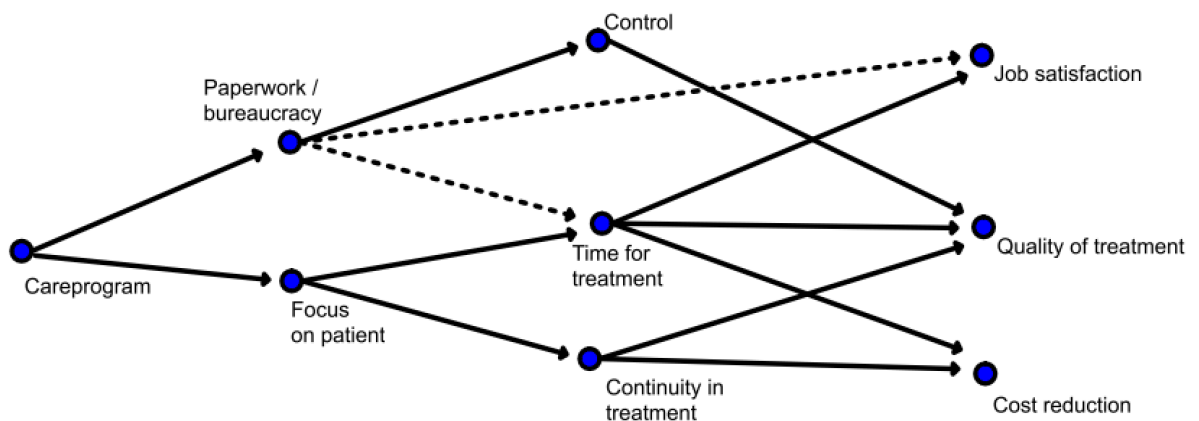 Control
Job satisfaction
Paperwork /
bureaucracy
Quality of treatment
Time for
treatment
Careprogram
Focus
on patient
Continuity in
treatment
Cost reduction